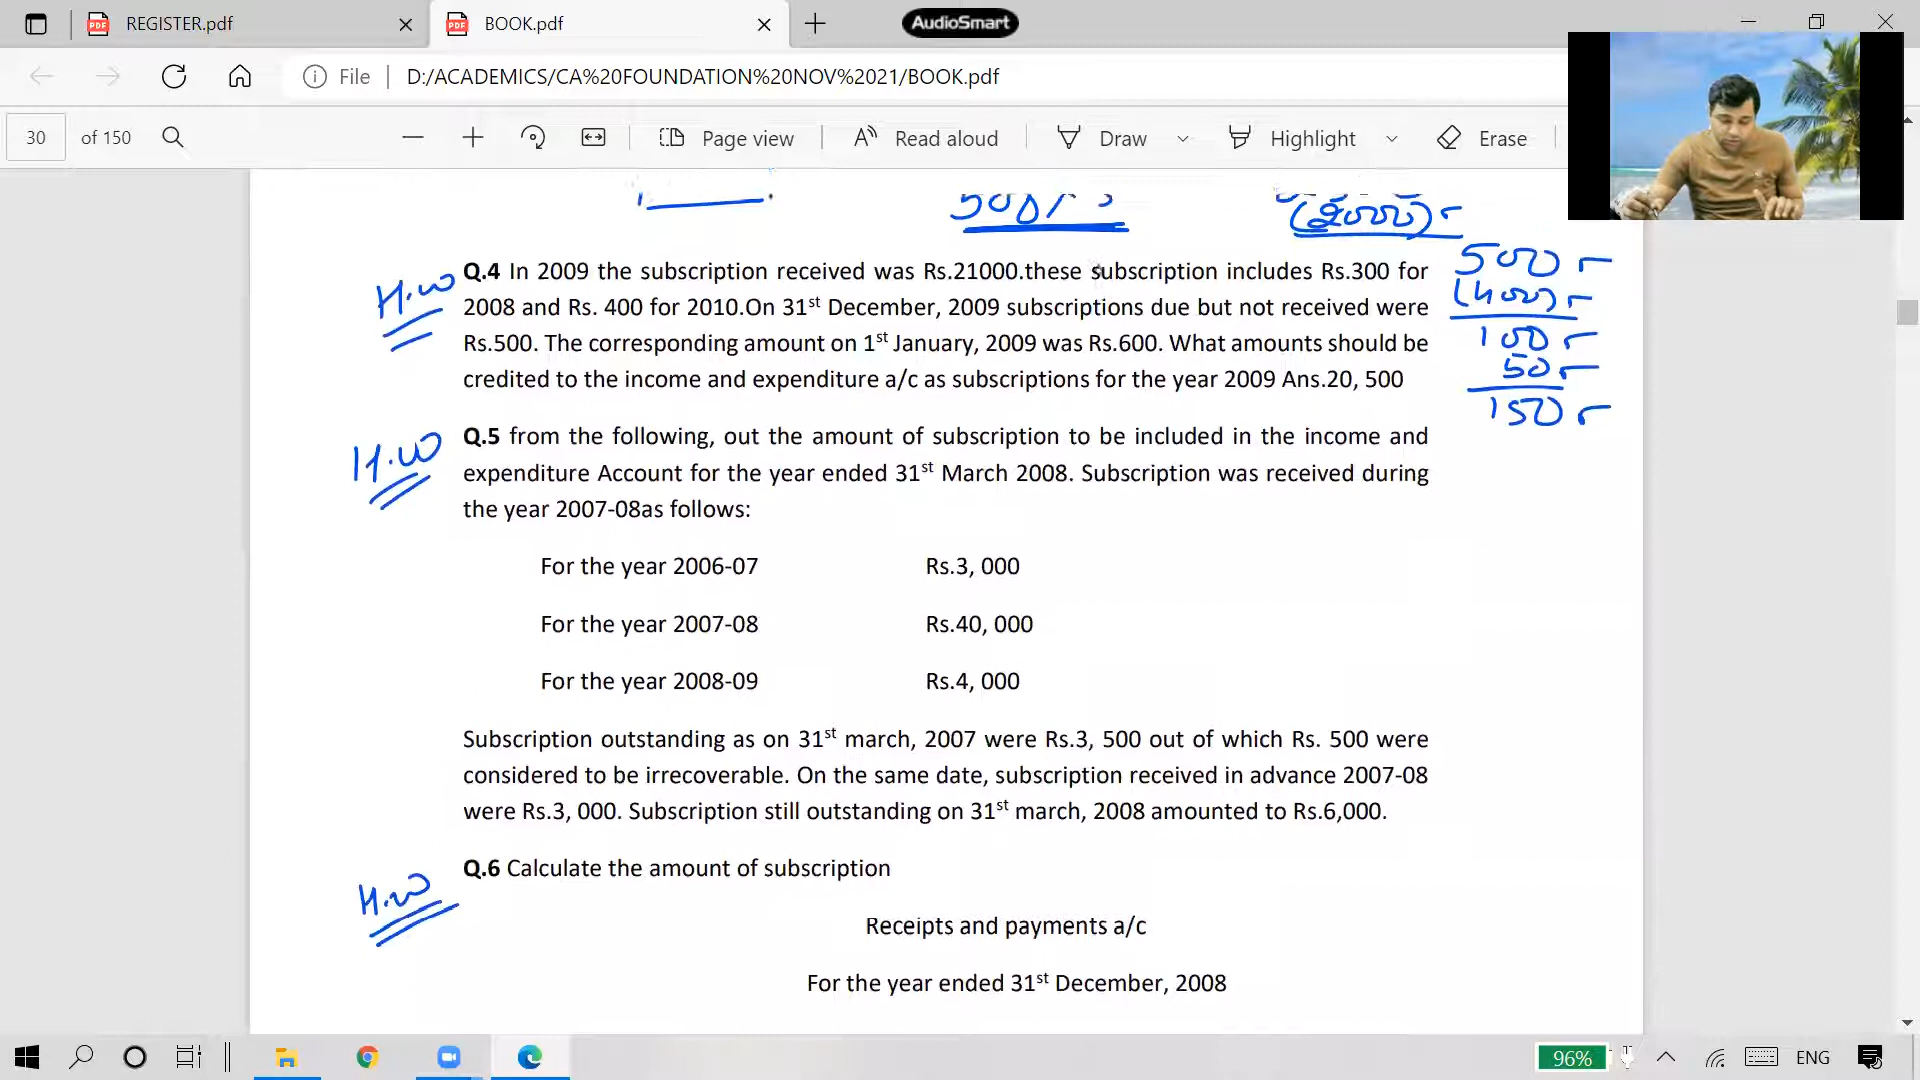 REGISTER.pdf
BOOK.pdf
AudioSmart
File D:/ACADEMICS/CA%20FOUNDATION%20NOV%2021/BOOK.pdf
30 of 150
Page view
Read aloud
Draw
Highlight
Erase
500
(2000)
H.W
Q.4 In 2009 the subscription received was Rs.21000.these subscription includes Rs.300 for
2008 and Rs. 400 for 2010.On 31st December, 2009 subscriptions due but not received were
Rs.500. The corresponding amount on 1st January, 2009 was Rs.600. What amounts should be
credited to the income and expenditure a/c as subscriptions for the year 2009 Ans.20, 500
500
(400)
100
50
150
H.W
Q.5 from the following, out the amount of subscription to be included in the income and
expenditure Account for the year ended 31st March 2008. Subscription was received during
the year 2007-08as follows:
For the year 2006-07 Rs.3, 000
For the year 2007-08 Rs.40, 000
For the year 2008-09 Rs.4, 000
Subscription outstanding as on 31st march, 2007 were Rs.3, 500 out of which Rs. 500 were
considered to be irrecoverable. On the same date, subscription received in advance 2007-08
were Rs.3, 000. Subscription still outstanding on 31st march, 2008 amounted to Rs.6,000.
H.W
Q.6 Calculate the amount of subscription
Receipts and payments a/c
For the year ended 31st December, 2008
96%
ENG